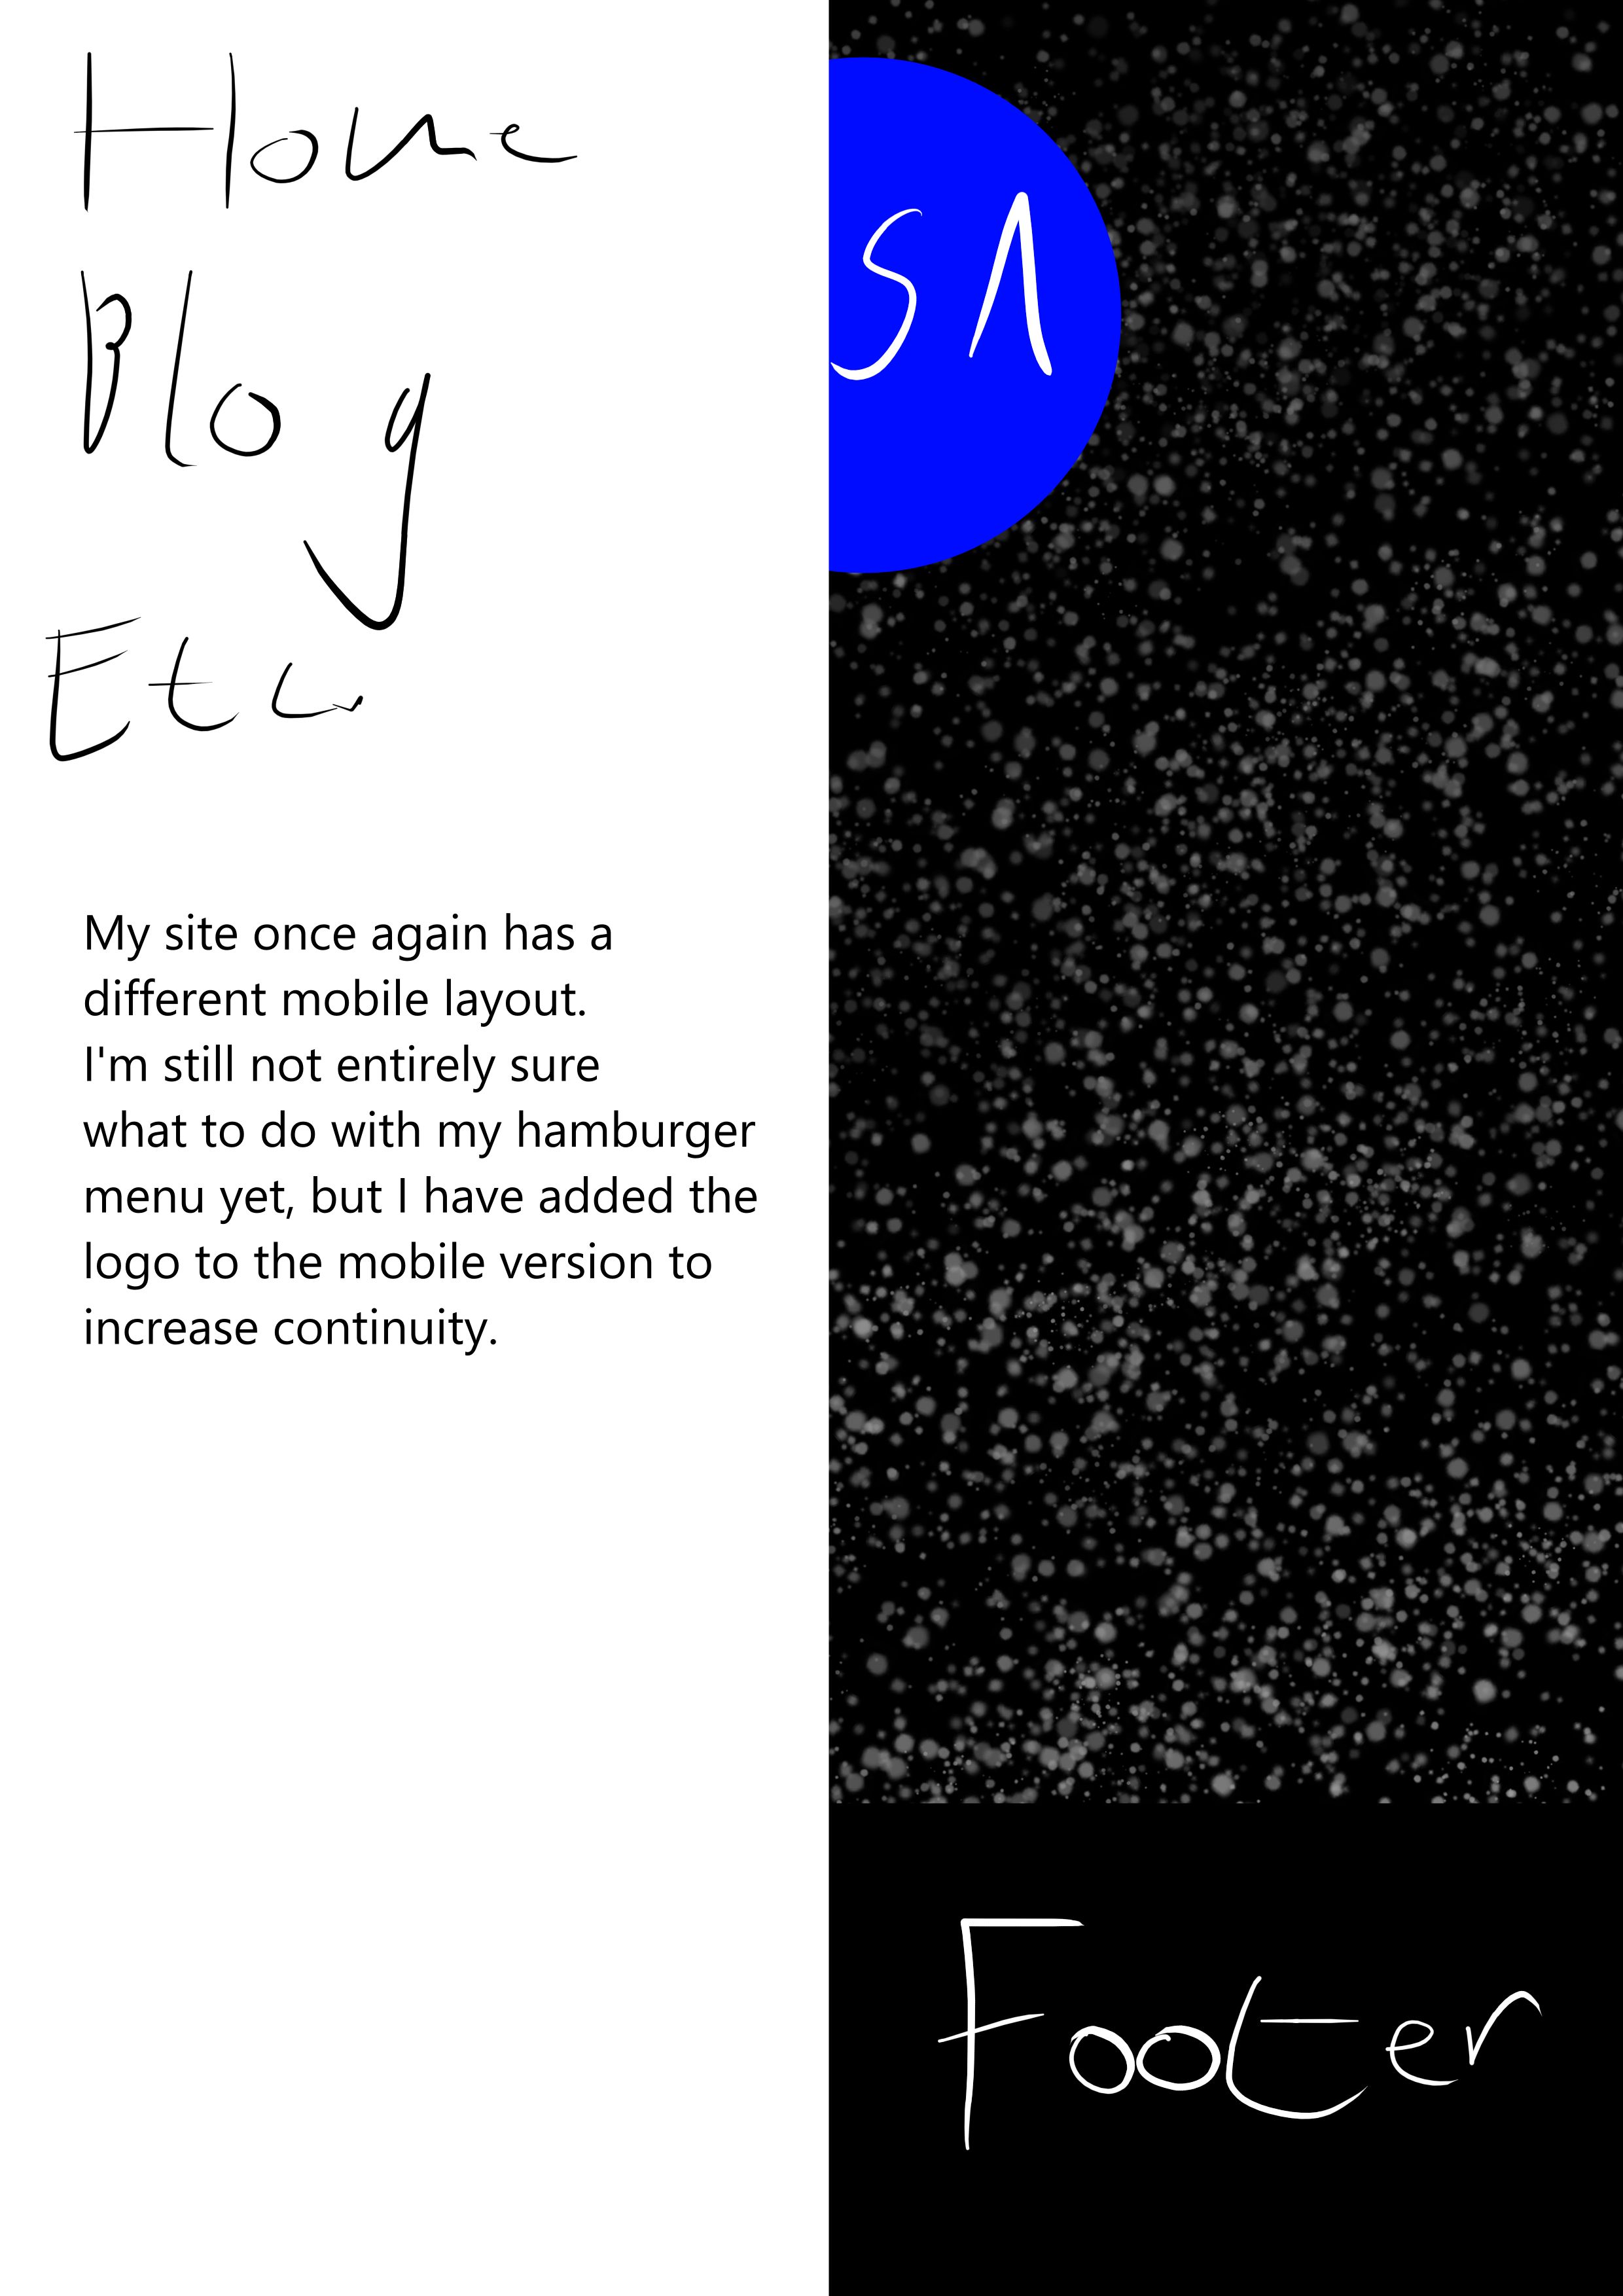 Home
Blog
Etc.
My site once again has a
different mobile layout.
I'm still not entirely sure
what to do with my hamburger
menu yet, but I have added the
logo to the mobile version to
increase continuity.
Footer